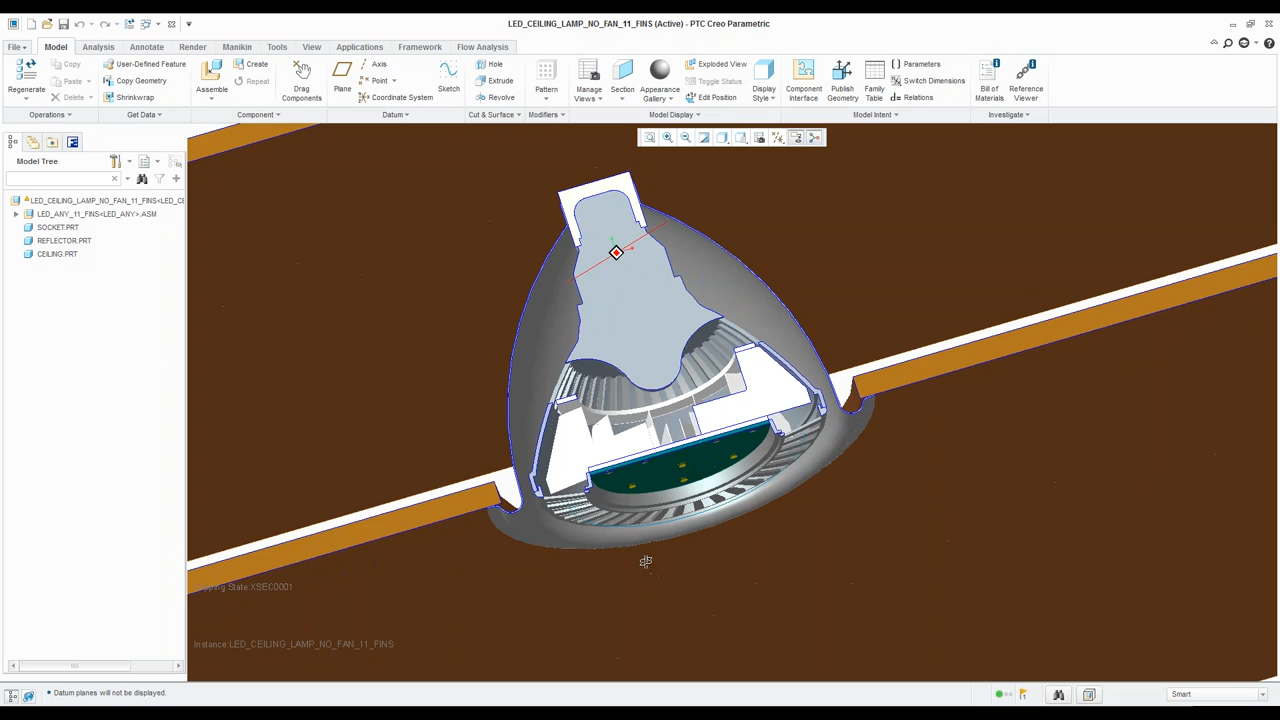 LED_CEILING_LAMP_NO_FAN_11_FINS (Active) - PTC Creo Parametric
File Model Analysis Annotate Render Manikin Tools View Applications Framework Flow Analysis
Regenerate
Copy
Paste
Delete
Operations
User-Defined Feature
Copy Geometry
Shrinkwrap
Get Data
Assemble
Create
Repeat
Drag
Components
Component
Plane
Axis
Point
Coordinate System
Sketch
Datum
Hole
Extrude
Revolve
Cut & Surface
Pattern
Modifiers
Manage
Views
Section
Appearance
Gallery
Exploded View
Toggle Status
Edit Position
Display
Style
Model Display
Component
Interface
Publish
Geometry
Family
Table
Parameters
Switch Dimensions
Relations
Model Intent
Bill of
Materials
Reference
Viewer
Investigate
Model Tree
LED_CEILING_LAMP_NO_FAN_11_FINS<LED_CE
LED_ANY_11_FINS<LED_ANY>.ASM
SOCKET.PRT
REFLECTOR.PRT
CEILING.PRT
pping State:XSEC0001
Instance:LED_CEILING_LAMP_NO_FAN_11_FINS
• Datum planes will not be displayed.
Smart